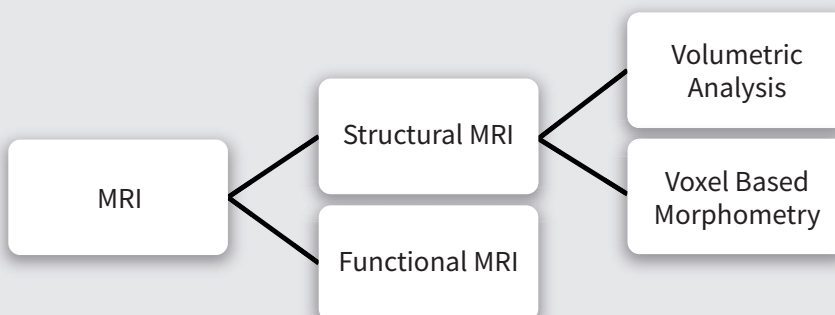 MRI
Structural MRI
Functional MRI
Volumetric
Analysis
Voxel Based
Morphometry